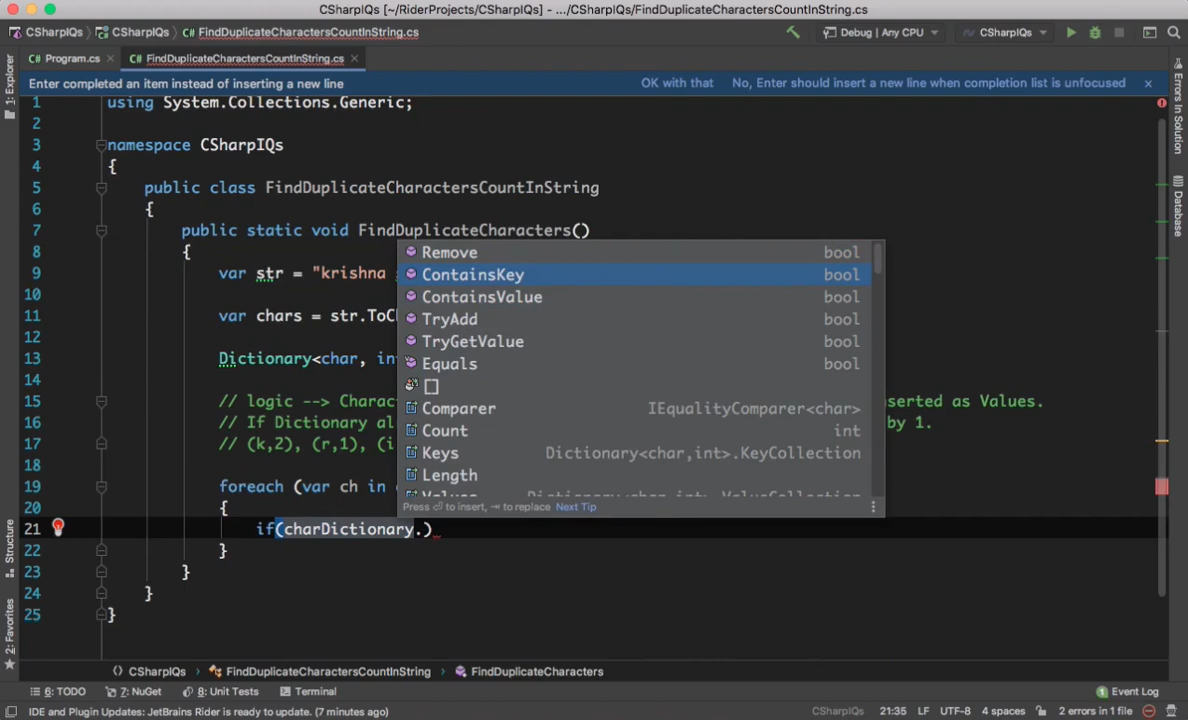 CSharpIQs [~/RiderProjects/CSharpIQs] - .../CSharpIQs/FindDuplicateCharactersCountInString.cs
CSharpIQs CSharpIQs C# FindDuplicateCharactersCountInString.cs Debug | Any CPU CSharpIQs
C# Program.cs C# FindDuplicateCharactersCountInString.cs
Enter completed an item instead of inserting a new line OK with that No, Enter should insert a new line when completion list is unfocused
1 using System.Collections.Generic;
2
3 namespace CSharpIQs
4 {
5 public class FindDuplicateCharactersCountInString
6 {
7 public static void FindDuplicateCharacters()
8 {
9 var str = "krishna
10
11 var chars = str.ToCh
12
13 Dictionary<char, int
14
15 // logic --> Charac serted as Values.
16 // If Dictionary al by 1.
17 // (k,2), (r,1), (i
18
19 foreach (var ch in
20 {
21 if(charDictionary.)
22 }
23 }
24 }
25 }
Remove bool
ContainsKey bool
ContainsValue bool
TryAdd bool
TryGetValue bool
Equals bool
[]
Comparer IEqualityComparer<char>
Count int
Keys Dictionary<char,int>.KeyCollection
Length
Values Dictionary<char,int>.ValueCollection
Press ⏎ to insert, ⇥ to replace Next Tip
1: Explorer
Structure
2: Favorites
Errors In Solution
Database
CSharpIQs FindDuplicateCharactersCountInString FindDuplicateCharacters
6: TODO 7: NuGet 8: Unit Tests Terminal 1 Event Log
IDE and Plugin Updates: JetBrains Rider is ready to update. (7 minutes ago) CSharpIQs 21:35 LF UTF-8 4 spaces 2 errors in 1 file